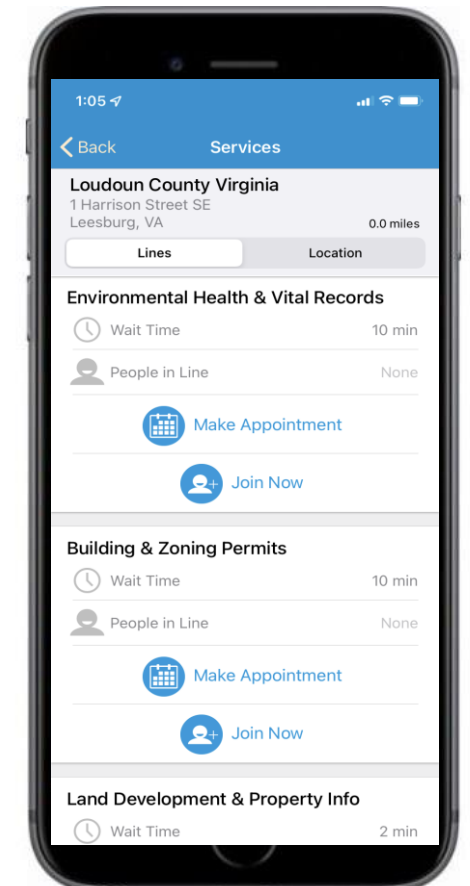 1:05
Back
Services
Loudoun County Virginia
1 Harrison Street SE
Leesburg, VA
0.0 miles
Lines
Location
Environmental Health & Vital Records
Wait Time 10 min
People in Line None
Make Appointment
Join Now
Building & Zoning Permits
Wait Time 10 min
People in Line None
Make Appointment
Join Now
Land Development & Property Info
Wait Time 2 min